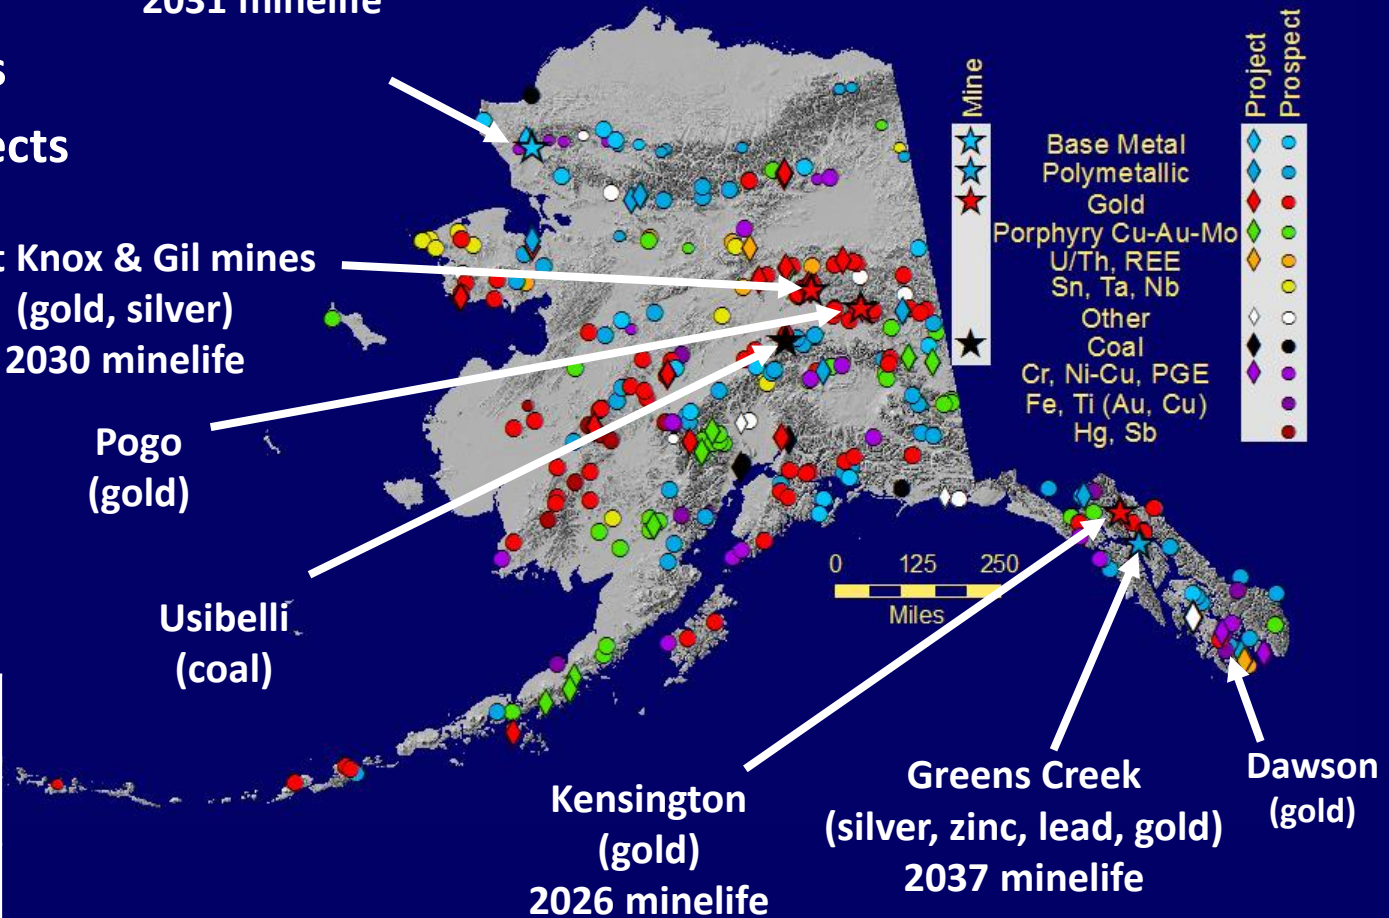 2031 minelife
s
ects
t Knox & Gil mines
(gold, silver)
2030 minelife
Pogo
(gold)
Usibelli
(coal)
Mine
Project
Prospect
Base Metal
Polymetallic
Gold
Porphyry Cu-Au-Mo
U/Th, REE
Sn, Ta, Nb
Other
Coal
Cr, Ni-Cu, PGE
Fe, Ti (Au, Cu)
Hg, Sb
0 125 250
Miles
Kensington
(gold)
2026 minelife
Greens Creek
(silver, zinc, lead, gold)
2037 minelife
Dawson
(gold)